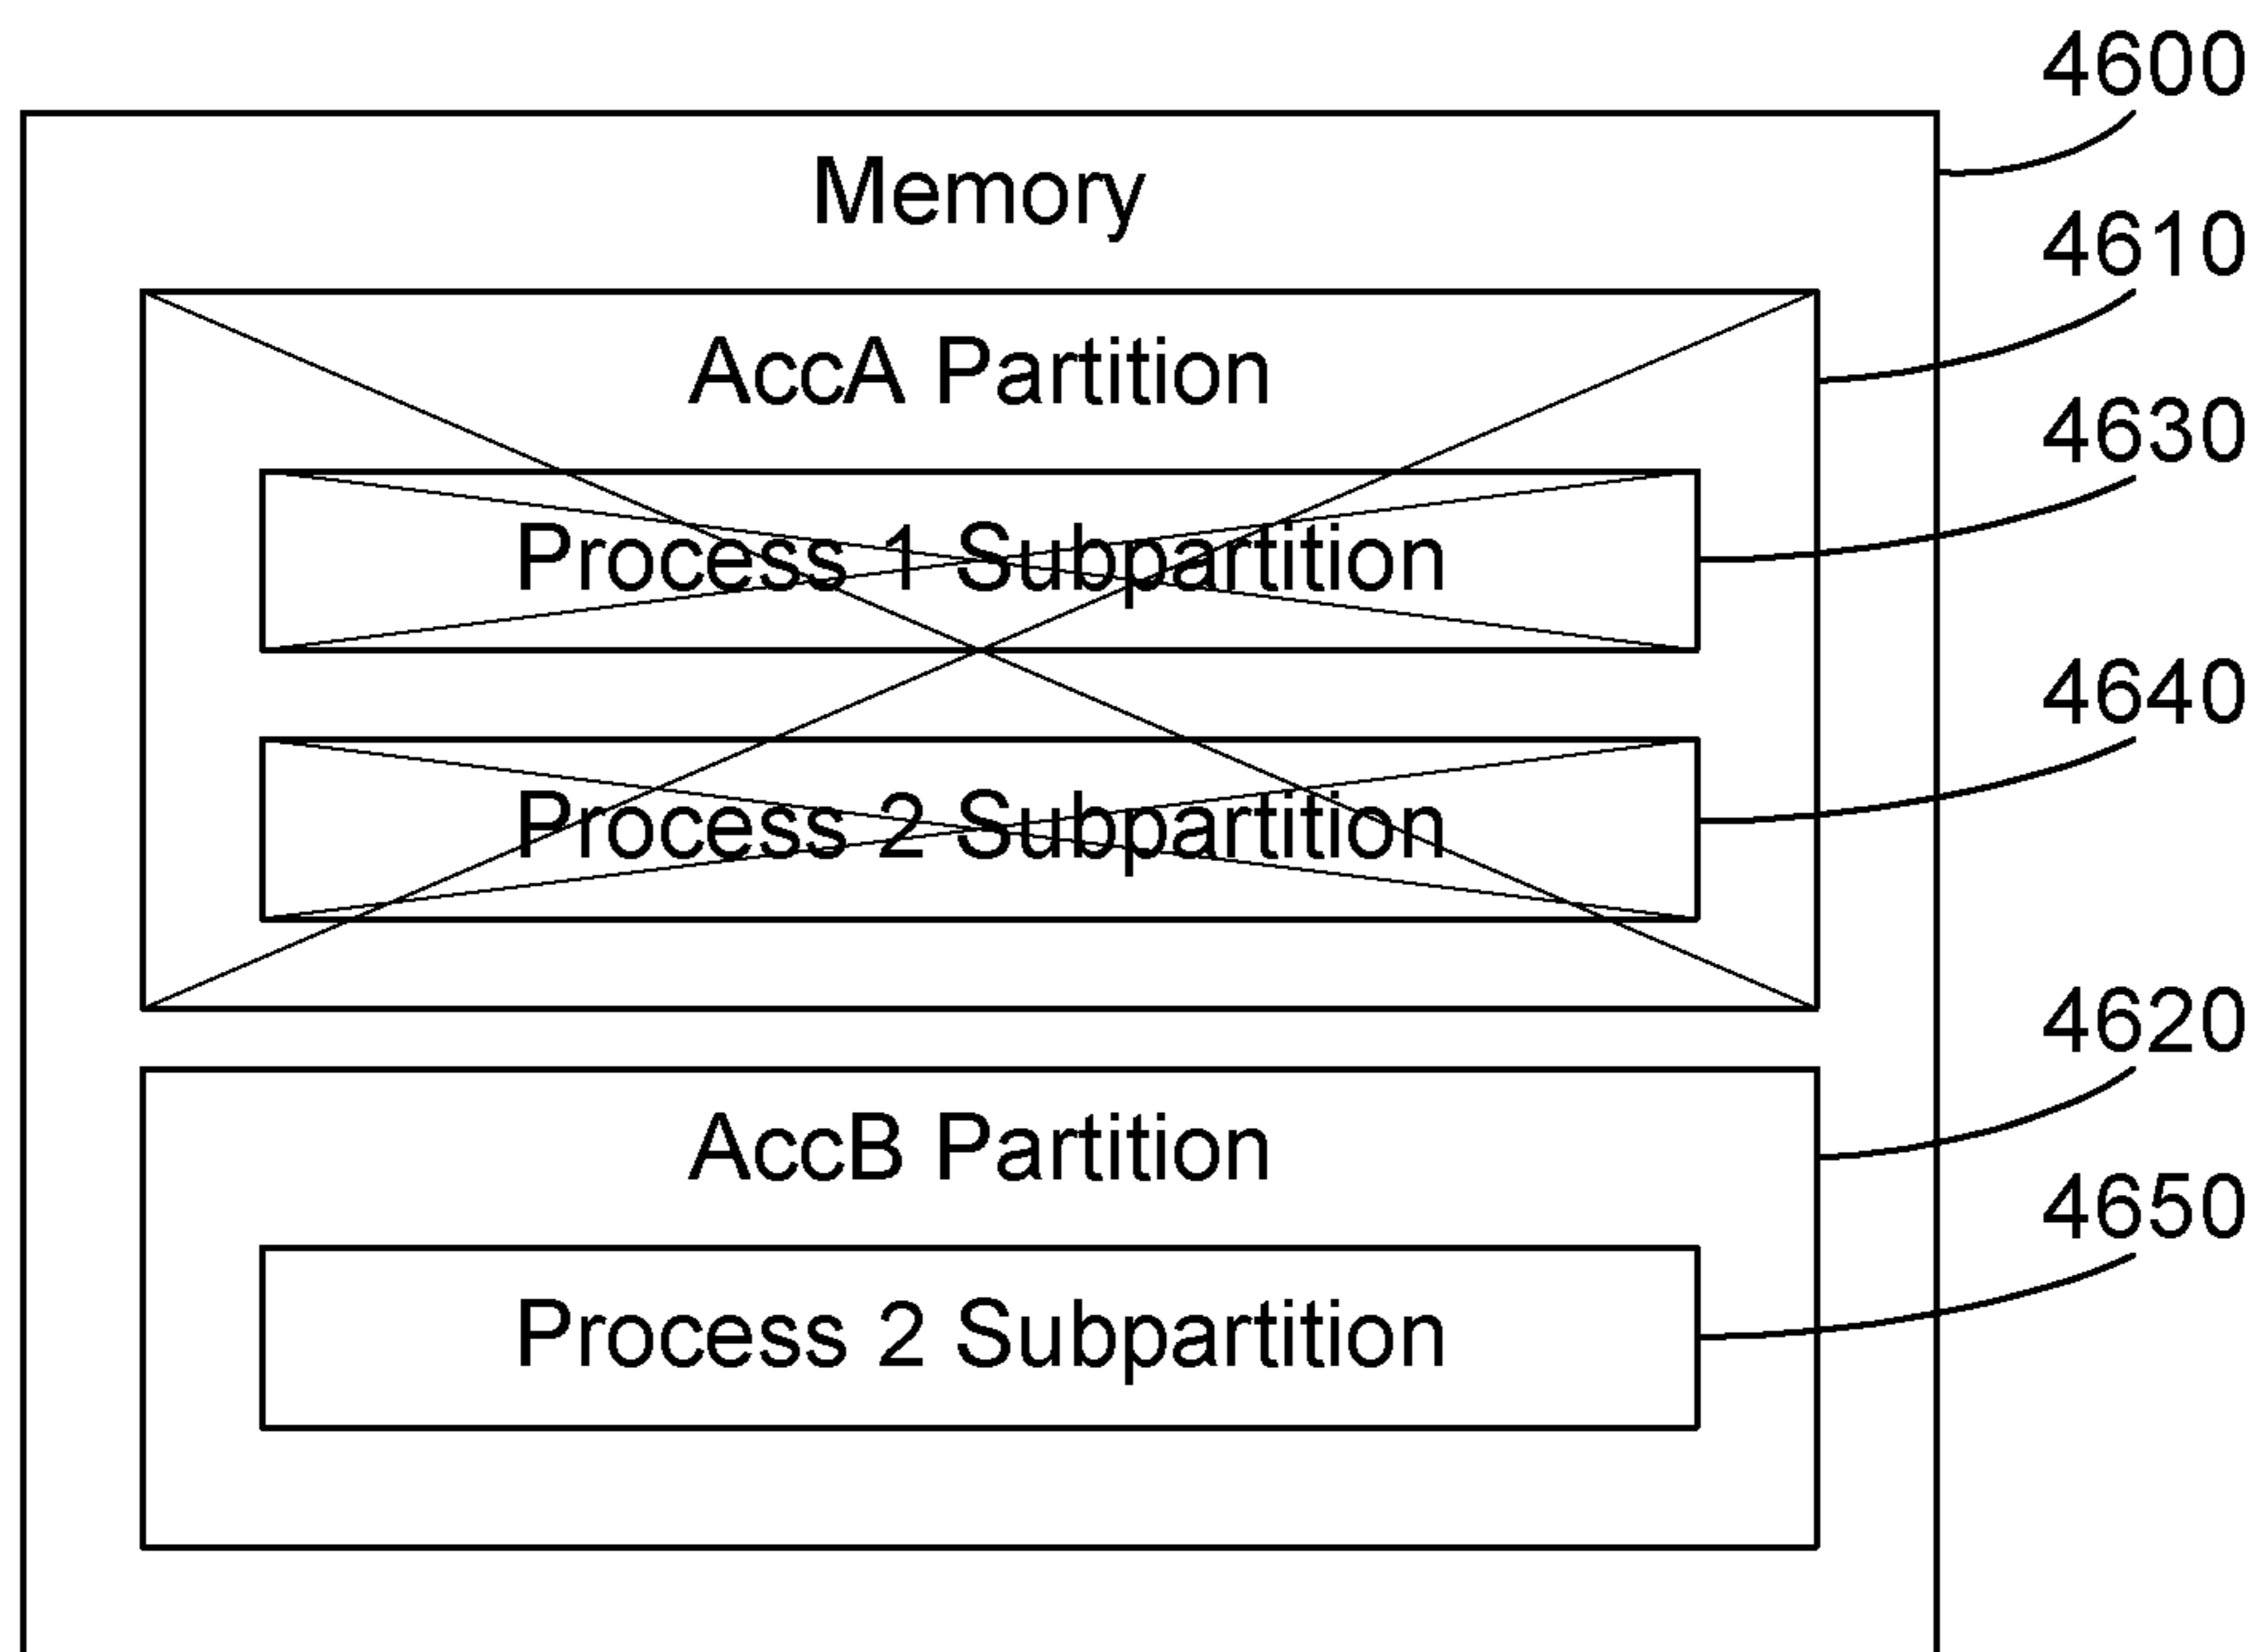 4600
Memory
4610
AccA Partition
4630
Process 1 Subpartition
4640
Process 2 Subpartition
4620
AccB Partition
4650
Process 2 Subpartition